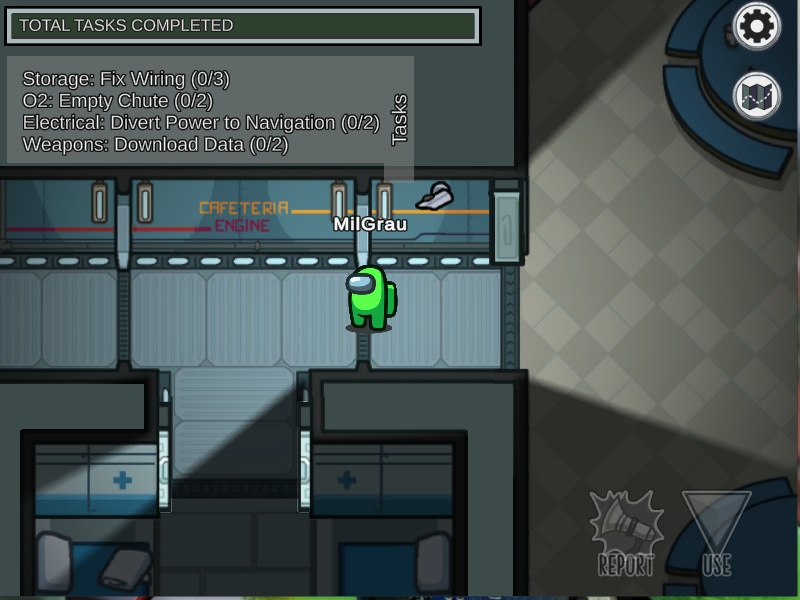 TOTAL TASKS COMPLETED
Storage: Fix Wiring (0/3)
O2: Empty Chute (0/2)
Electrical: Divert Power to Navigation (0/2)
Weapons: Download Data (0/2)
Tasks
CAFETERIA
ENGINE
MilGrau
REPORT
USE